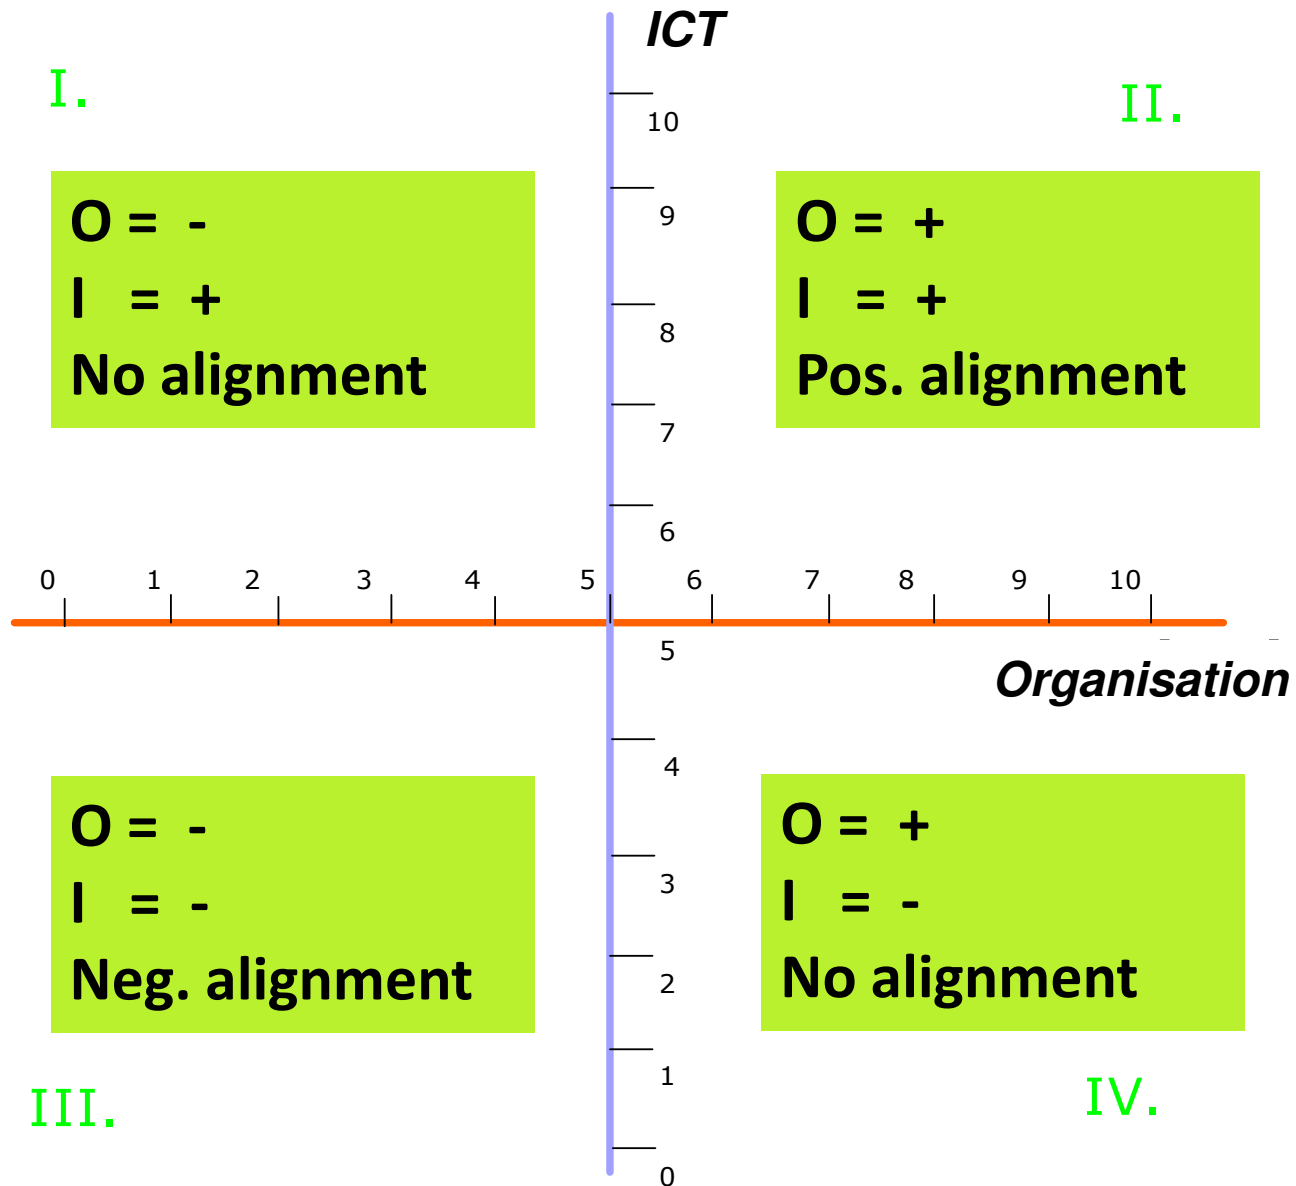 ICT
I.
II.
10
9
8
7
6
O = -
I = +
No alignment
O = +
I = +
Pos. alignment
0 1 2 3 4 5 6 7 8 9 10
5
Organisation
4
3
2
1
0
O = -
I = -
Neg. alignment
O = +
I = -
No alignment
III.
IV.